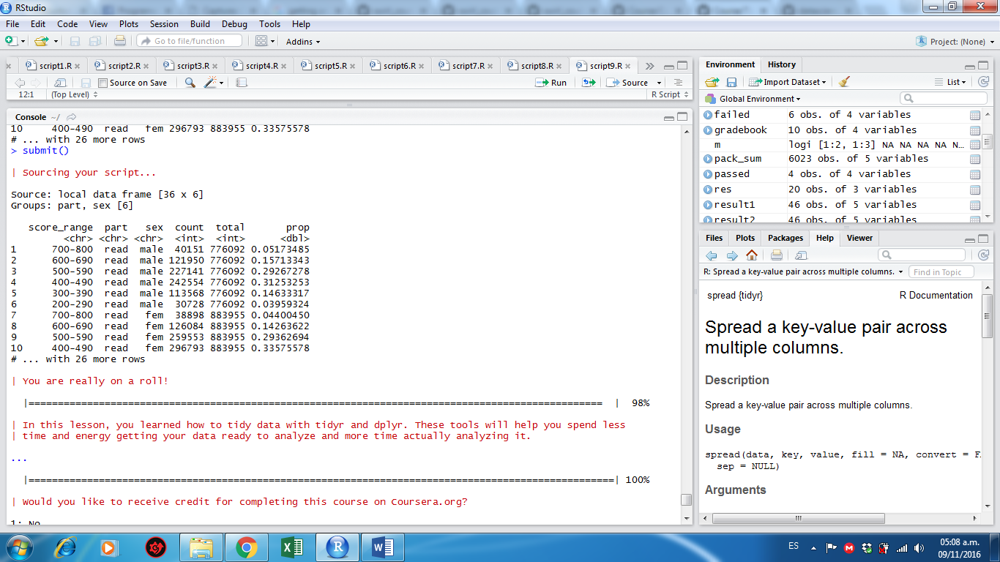 RStudio
File Edit Code View Plots Session Build Debug Tools Help
Go to file/function Addins Project: (None)
script1.R script2.R script3.R script4.R script5.R script6.R script7.R script8.R script9.R
Source on Save Run Source
12:1 (Top Level) R Script
Console ~/
10 400-490 read fem 296793 883955 0.33575578
# ... with 26 more rows
> submit()
| Sourcing your script...
Source: local data frame [36 x 6]
Groups: part, sex [6]
score_range part sex count total prop
<chr> <chr> <chr> <int> <int> <dbl>
1 700-800 read male 40151 776092 0.05173485
2 600-690 read male 121950 776092 0.15713343
3 500-590 read male 227141 776092 0.29267278
4 400-490 read male 242554 776092 0.31253253
5 300-390 read male 113568 776092 0.14633317
6 200-290 read male 30728 776092 0.03959324
7 700-800 read fem 38898 883955 0.04400450
8 600-690 read fem 126084 883955 0.14263622
9 500-590 read fem 259553 883955 0.29362694
10 400-490 read fem 296793 883955 0.33575578
# ... with 26 more rows
| You are really on a roll!
|================================================================================================== | 98%
| In this lesson, you learned how to tidy data with tidyr and dplyr. These tools will help you spend less
| time and energy getting your data ready to analyze and more time actually analyzing it.
...
|====================================================================================================| 100%
| Would you like to receive credit for completing this course on Coursera.org?
1: No
Environment History
Import Dataset List
Global Environment
failed 6 obs. of 4 variables
gradebook 10 obs. of 4 variables
m logi [1:2, 1:3] NA NA NA NA N...
pack_sum 6023 obs. of 5 variables
passed 4 obs. of 4 variables
res 20 obs. of 3 variables
result1 46 obs. of 5 variables
result2 46 obs. of 5 variables
Files Plots Packages Help Viewer
R: Spread a key-value pair across multiple columns. Find in Topic
spread {tidyr} R Documentation
Spread a key-value pair across
multiple columns.
Description
Spread a key-value pair across multiple columns.
Usage
spread(data, key, value, fill = NA, convert =
sep = NULL)
Arguments
ES 05:08 a.m.
09/11/2016